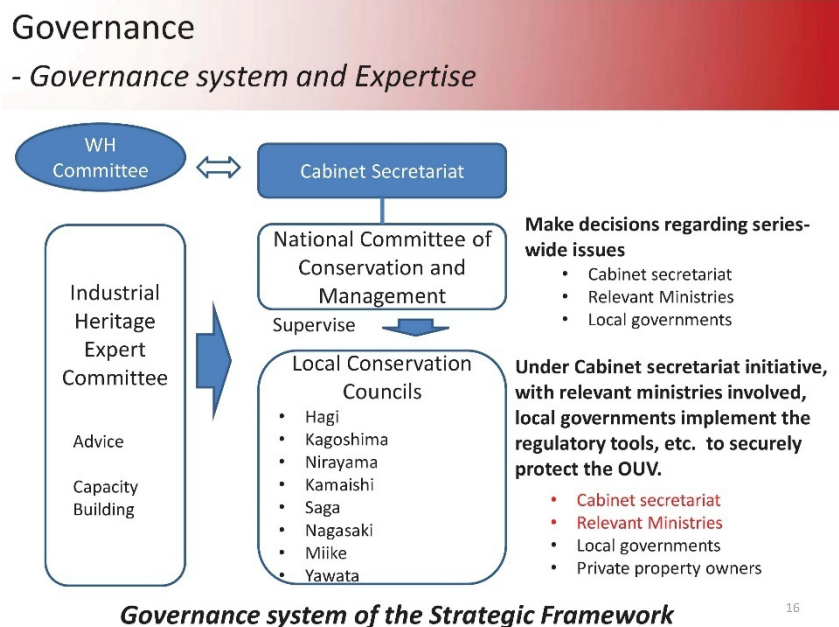 Governance
- Governance system and Expertise
WH
Committee
Cabinet Secretariat
National Committee of
Conservation and
Management
Make decisions regarding series-
wide issues
• Cabinet secretariat
• Relevant Ministries
• Local governments
Industrial
Heritage
Expert
Committee
Advice
Capacity
Building
Supervise
Local Conservation
Councils
• Hagi
• Kagoshima
• Nirayama
• Kamaishi
• Saga
• Nagasaki
• Miike
• Yawata
Under Cabinet secretariat initiative,
with relevant ministries involved,
local governments implement the
regulatory tools, etc. to securely
protect the OUV.
• Cabinet secretariat
• Relevant Ministries
• Local governments
• Private property owners
Governance system of the Strategic Framework
16